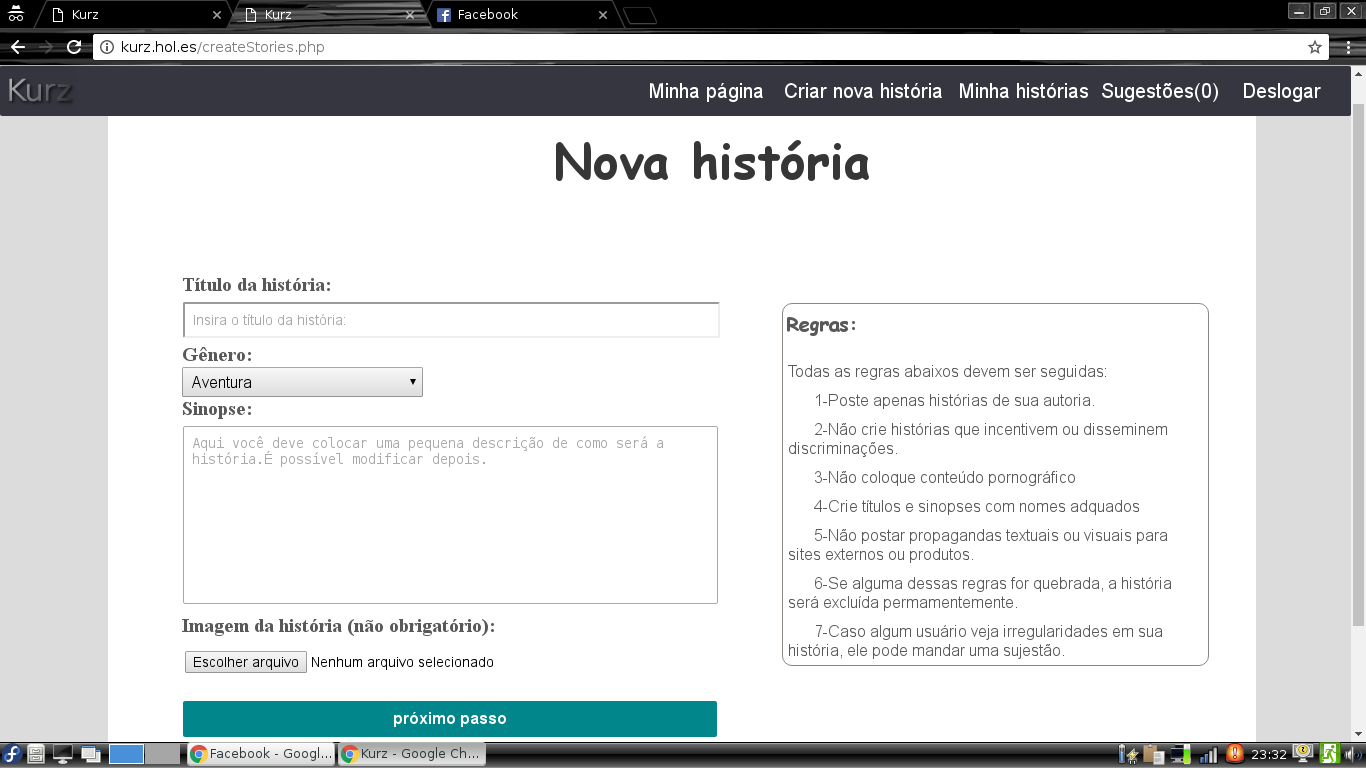 Kurz
Kurz
Facebook
kurz.hol.es/createStories.php
Kurz
Minha página
Criar nova história
Minha histórias
Sugestões(0)
Deslogar
Nova história
Título da história:
Insira o título da história:
Gênero:
Aventura
Sinopse:
Aqui você deve colocar uma pequena descrição de como será a
história.É possível modificar depois.
Imagem da história (não obrigatório):
Escolher arquivo Nenhum arquivo selecionado
próximo passo
Regras:
Todas as regras abaixos devem ser seguidas:
1-Poste apenas histórias de sua autoria.
2-Não crie histórias que incentivem ou disseminem
discriminações.
3-Não coloque conteúdo pornográfico
4-Crie títulos e sinopses com nomes adquados
5-Não postar propagandas textuais ou visuais para
sites externos ou produtos.
6-Se alguma dessas regras for quebrada, a história
será excluída permamentemente.
7-Caso algum usuário veja irregularidades em sua
história, ele pode mandar uma sujestão.
Facebook - Googl...
Kurz - Google Ch...
23:32